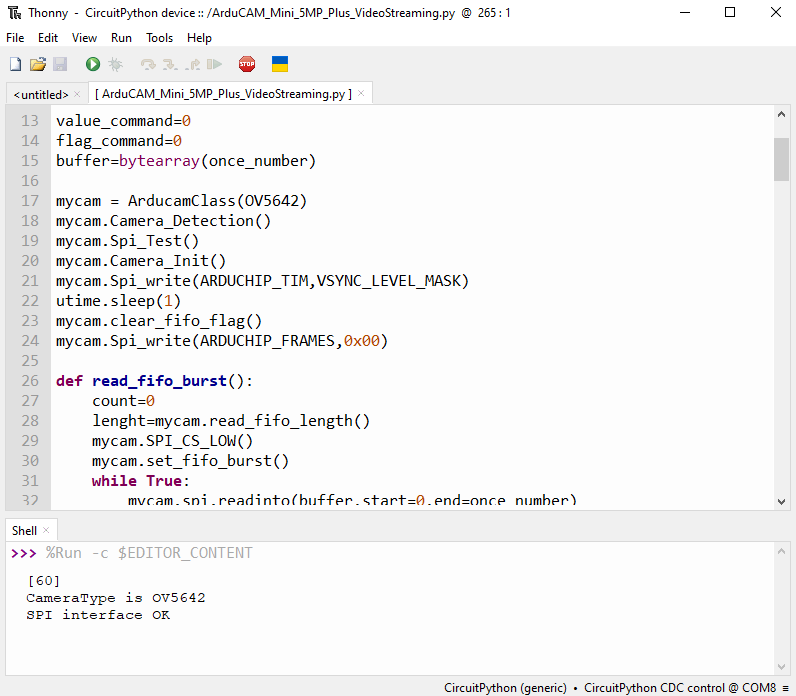 Thonny - CircuitPython device :: /ArduCAM_Mini_5MP_Plus_VideoStreaming.py @ 265 : 1
File Edit View Run Tools Help
STOP
<untitled> × [ ArduCAM_Mini_5MP_Plus_VideoStreaming.py ] ×
13 value_command=0
14 flag_command=0
15 buffer=bytearray(once_number)
16
17 mycam = ArducamClass(OV5642)
18 mycam.Camera_Detection()
19 mycam.Spi_Test()
20 mycam.Camera_Init()
21 mycam.Spi_write(ARDUCHIP_TIM,VSYNC_LEVEL_MASK)
22 utime.sleep(1)
23 mycam.clear_fifo_flag()
24 mycam.Spi_write(ARDUCHIP_FRAMES,0x00)
25
26 def read_fifo_burst():
27     count=0
28     lenght=mycam.read_fifo_length()
29     mycam.SPI_CS_LOW()
30     mycam.set_fifo_burst()
31     while True:
32         mycam.spi.readinto(buffer,start=0,end=once_number)
Shell ×
>>> %Run -c $EDITOR_CONTENT
[60]
CameraType is OV5642
SPI interface OK
CircuitPython (generic) • CircuitPython CDC control @ COM8 ≡